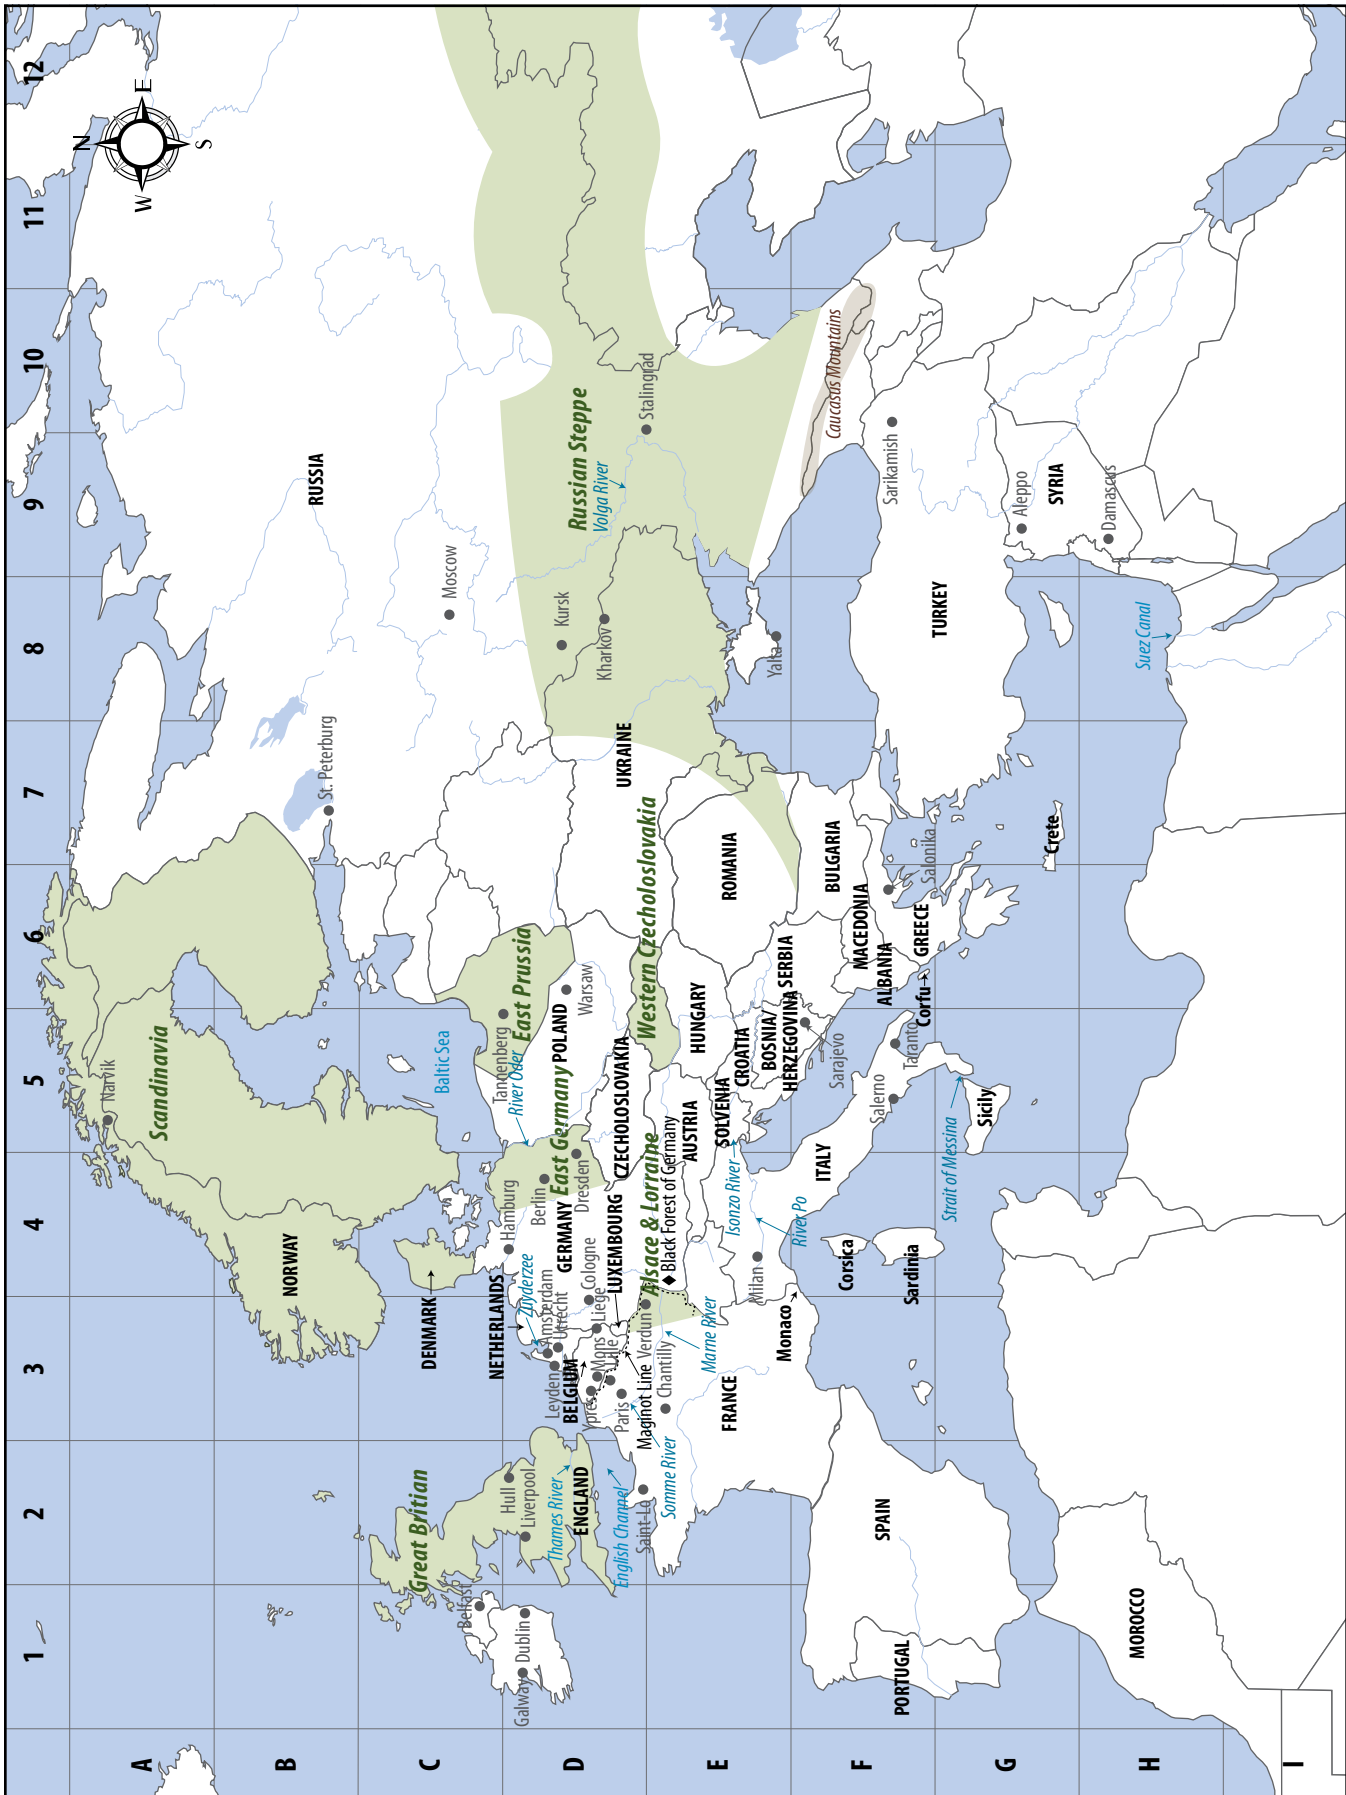 1
2
3
4
5
6
7
8
9
10
11
12
A
B
C
D
E
F
G
H
I
N
E
S
W
Scandinavia
Narvik
NORWAY
RUSSIA
St. Peterburg
Moscow
Baltic Sea
DENMARK
Great Britian
Belfast
Galway
Dublin
Hull
Liverpool
Thames River
ENGLAND
English Channel
Saint-Lo
NETHERLANDS
Zuyderzee
Amsterdam
Utrecht
Leyden
BELGIUM
Ypres
Mons
Lille
Liege
Cologne
Hamburg
Berlin
GERMANY
East Germany
Dresden
River Oder
Tannenberg
East Prussia
POLAND
Warsaw
LUXEMBOURG
CZECHOLOSLOVAKIA
Western Czecholoslovakia
UKRAINE
Kursk
Kharkov
Russian Steppe
Volga River
Stalingrad
Paris
Maginot Line
Verdun
Alsace & Lorraine
Black Forest of Germany
Chantilly
Somme River
Marne River
FRANCE
AUSTRIA
HUNGARY
SOLVENIA
CROATIA
BOSNIA/
HERZEGOVINA
SERBIA
ROMANIA
Yalta
Isonzo River
River Po
Milan
Monaco
ITALY
Sarajevo
Corsica
Sardinia
BULGARIA
MACEDONIA
ALBANIA
GREECE
Corfu
Salonika
Salerno
Taranto
Caucasus Mountains
Sarikamish
SPAIN
PORTUGAL
Strait of Messina
Sicily
TURKEY
Crete
Aleppo
SYRIA
Damascus
Suez Canal
MOROCCO